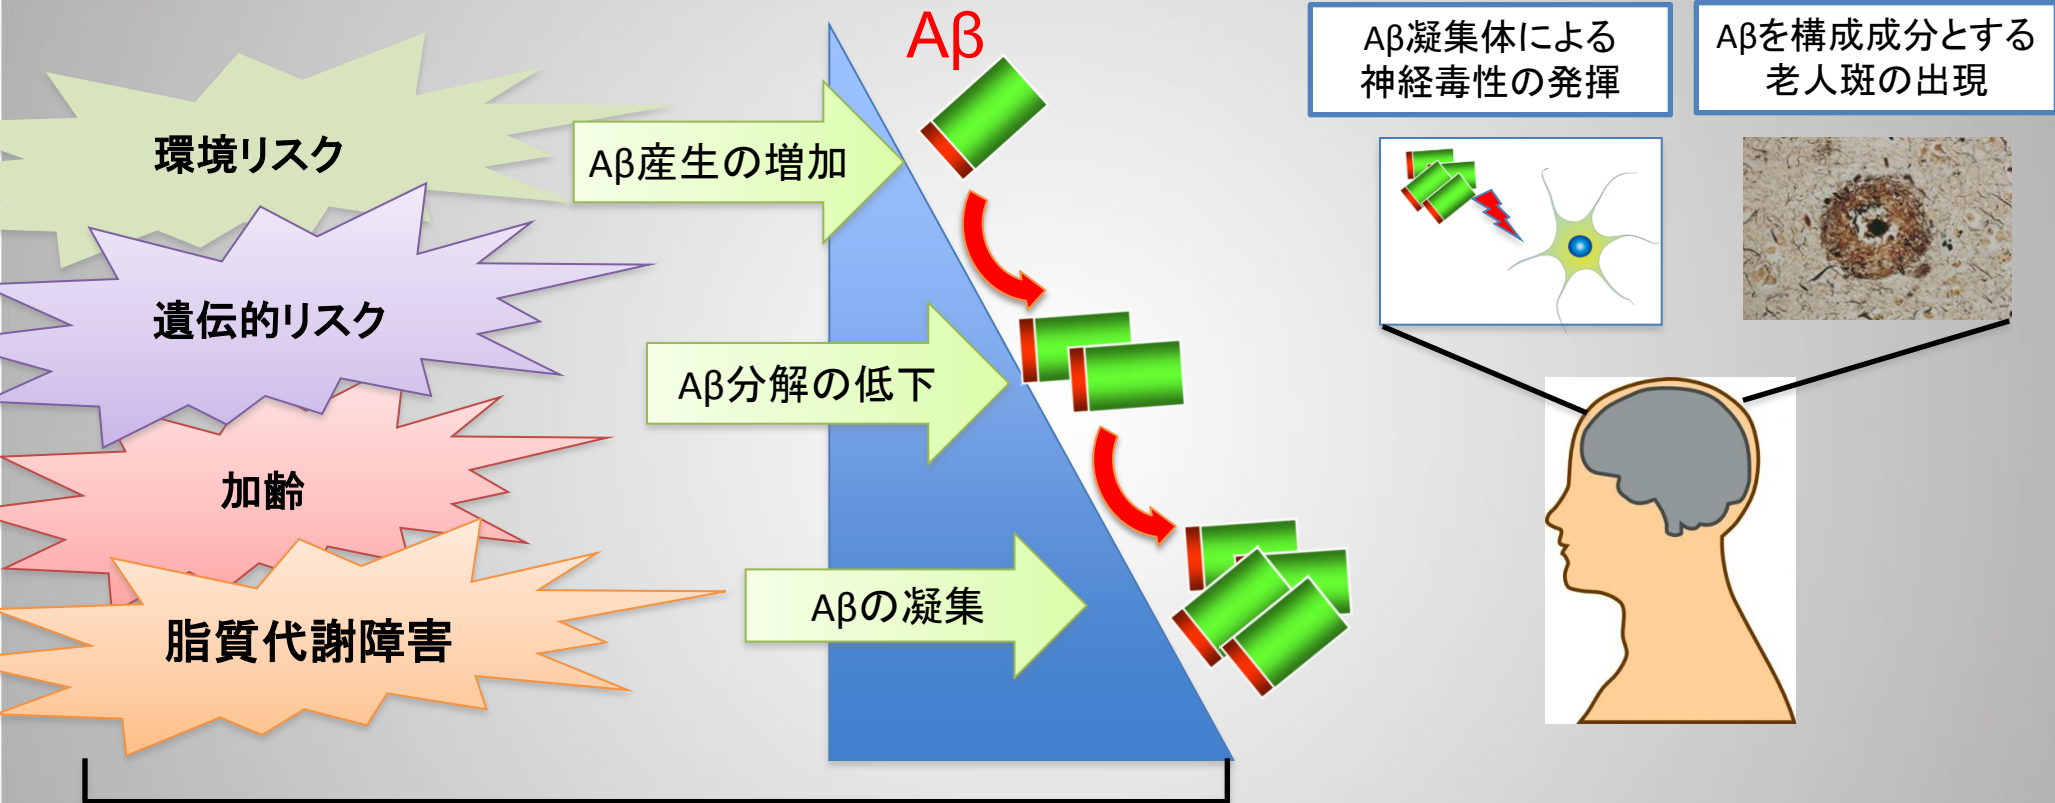 環境リスク
遺伝的リスク
加齢
脂質代謝障害
Aβ産生の増加
Aβ分解の低下
Aβの凝集
Aβ
Aβ凝集体による
神経毒性の発揮
Aβを構成成分とする
老人斑の出現